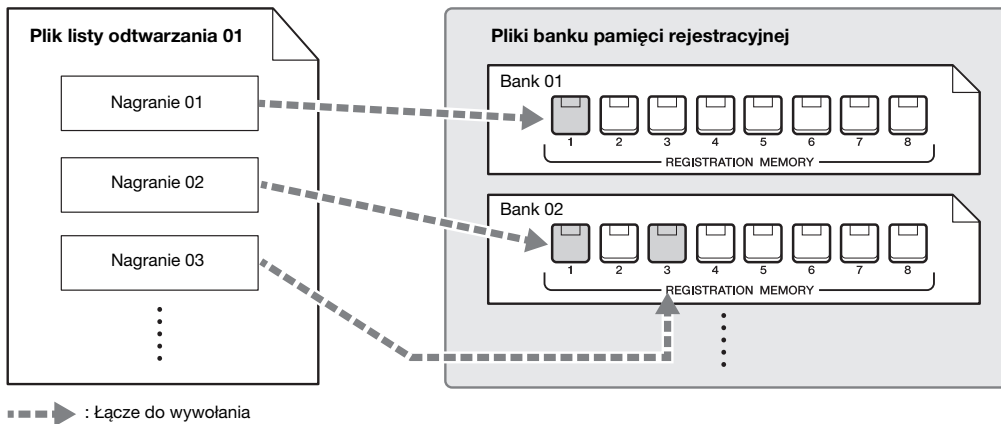 Plik listy odtwarzania 01
Nagranie 01
Nagranie 02
Nagranie 03
Pliki banku pamięci rejestracyjnej
Bank 01
1 2 3 4 5 6 7 8
REGISTRATION MEMORY
Bank 02
1 2 3 4 5 6 7 8
REGISTRATION MEMORY
: Łącze do wywołania